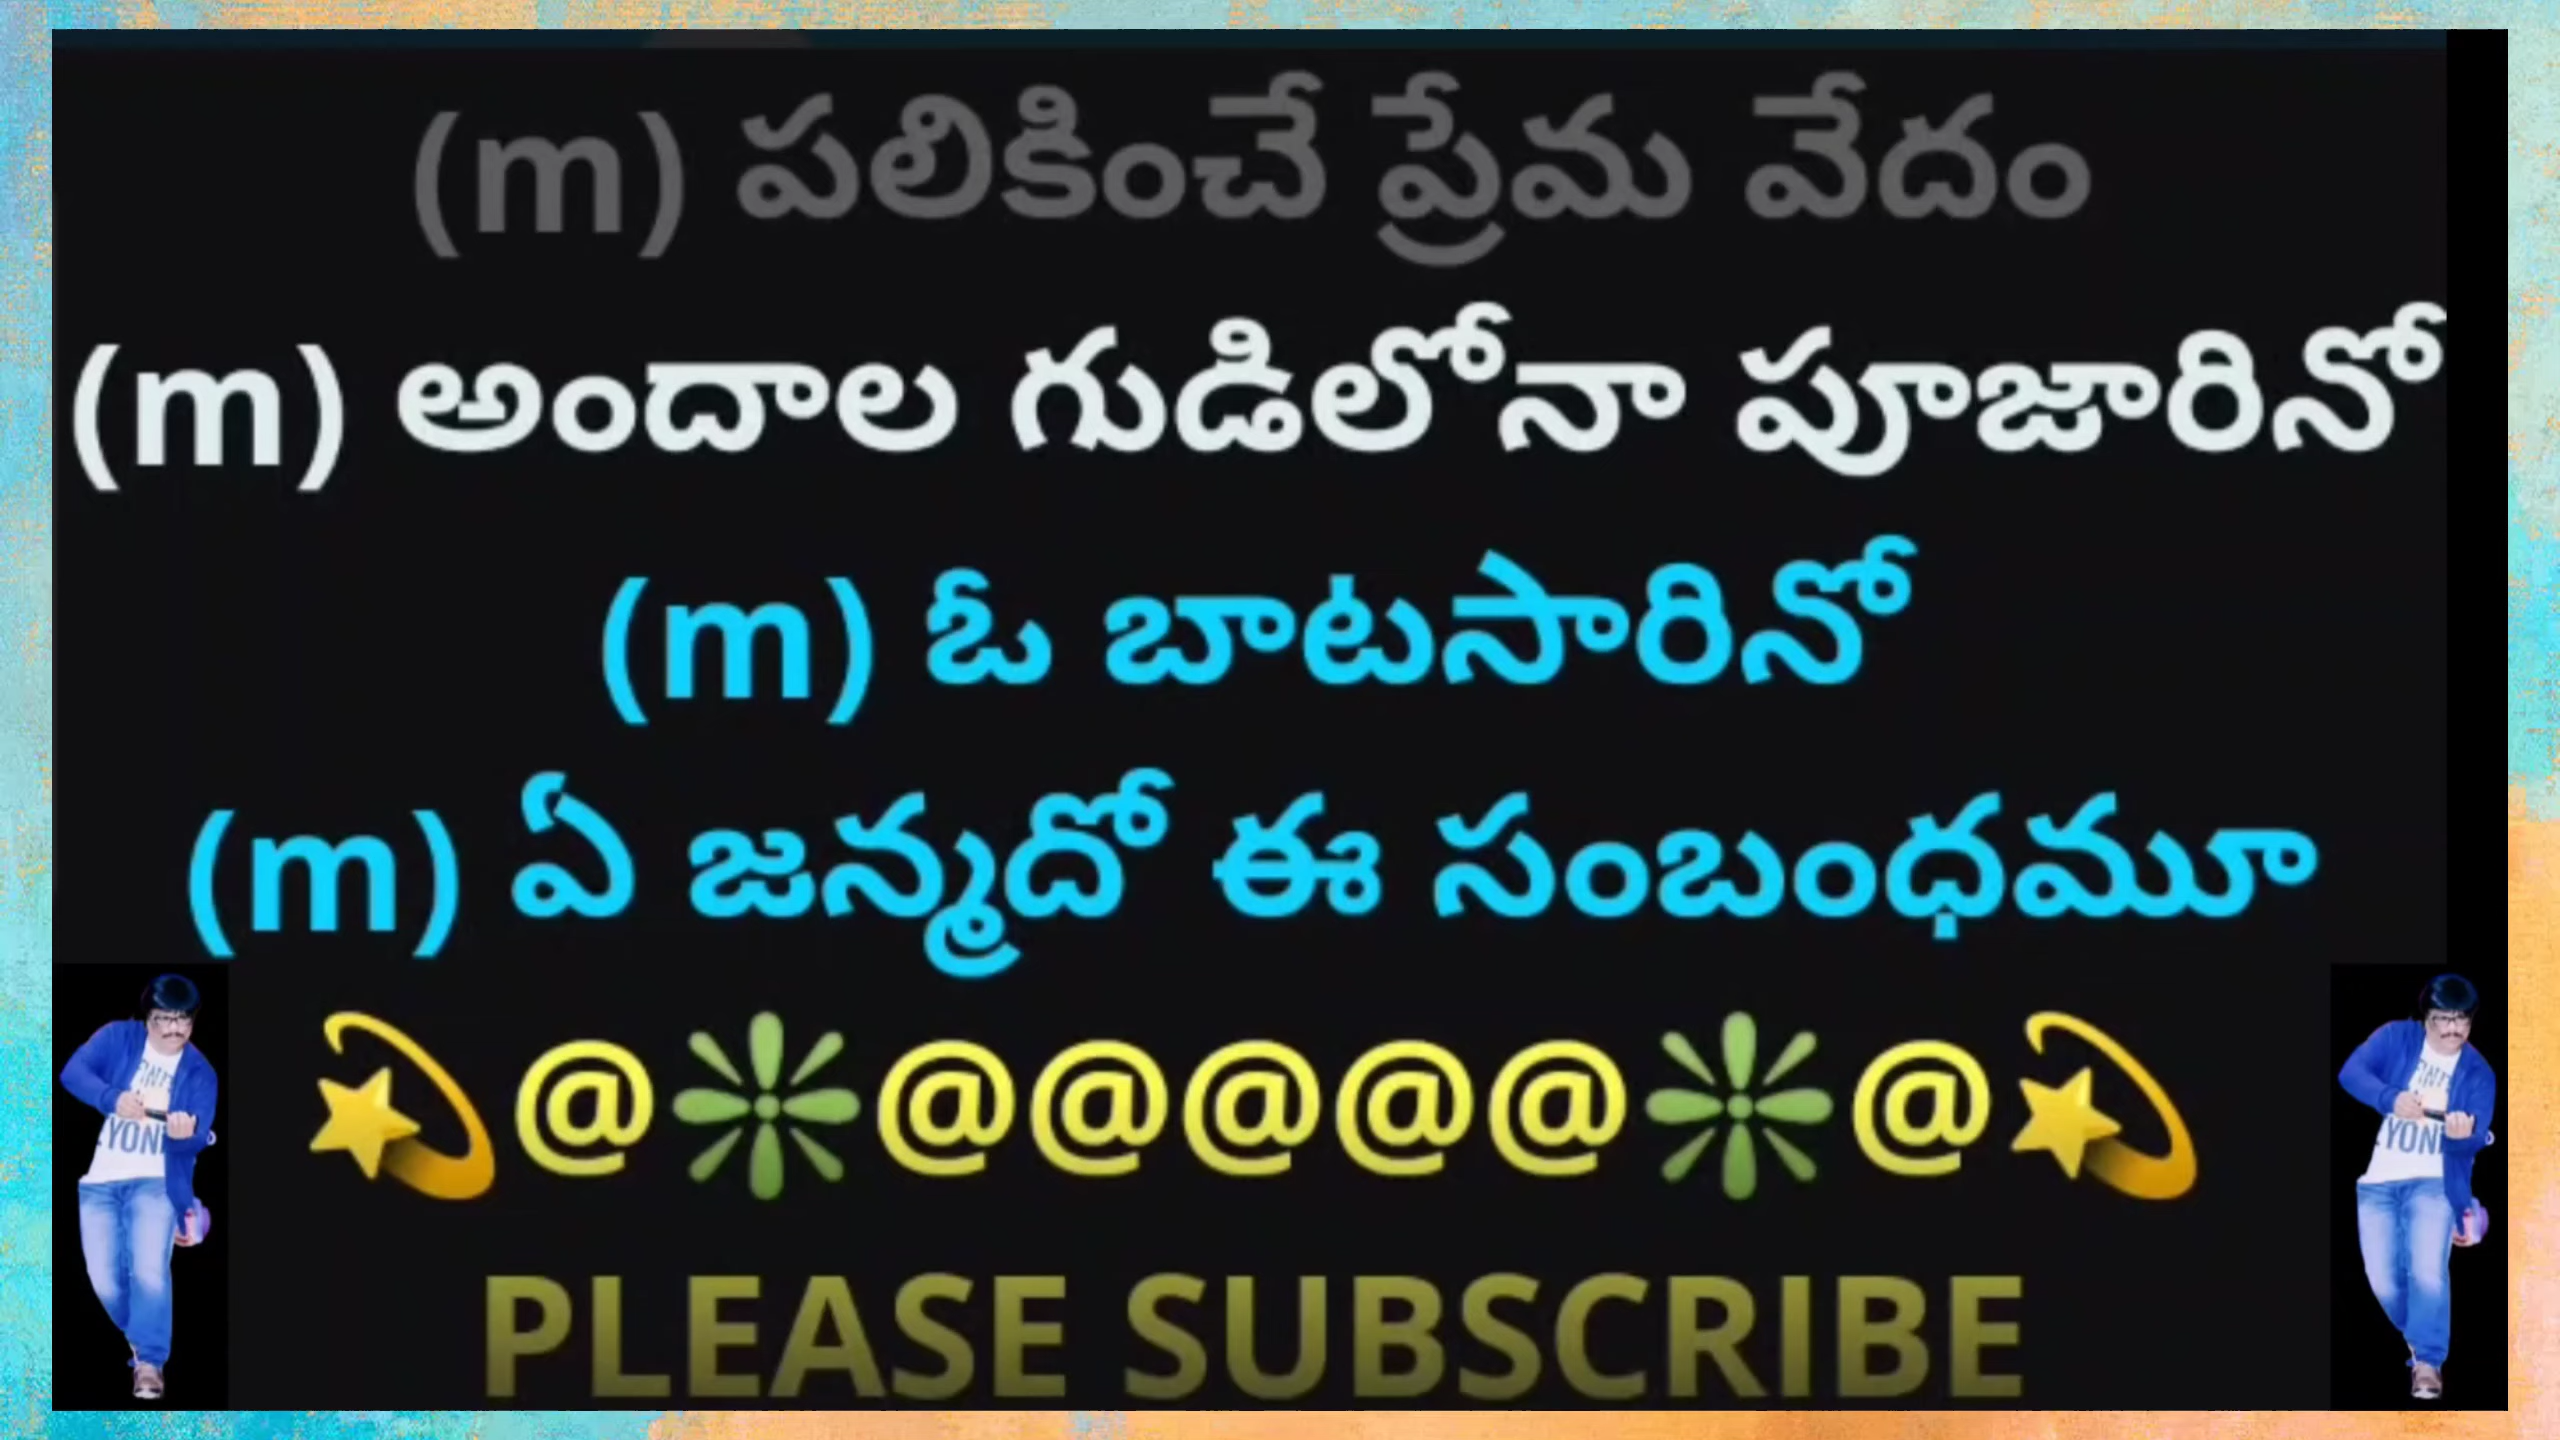 (m) పలికించే ప్రేమ వేదం
(m) అందాల గుడిలోనా పూజారినో
(m) ఓ బాటసారినో
(m) ఏ జన్మదో ఈ సంబంధమూ
💫@❇@@@@@❇@💫
PLEASE SUBSCRIBE